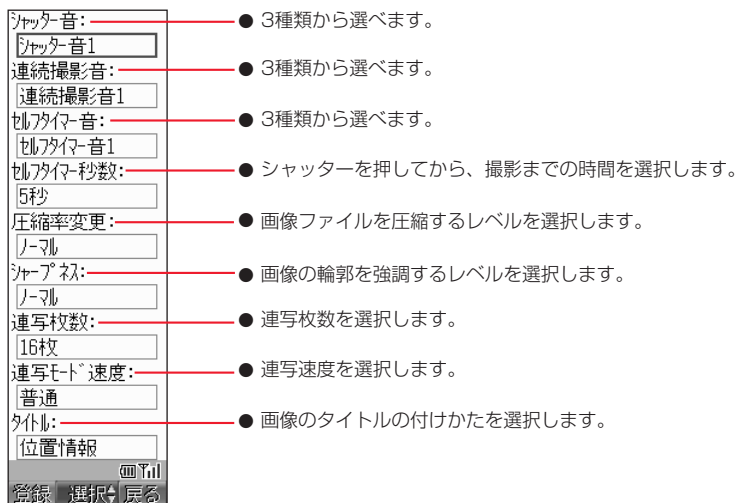 ｼｬｯﾀｰ音:
● 3種類から選べます。
ｼｬｯﾀｰ音1
連続撮影音:
● 3種類から選べます。
連続撮影音1
ｾﾙﾌﾀｲﾏｰ音:
● 3種類から選べます。
ｾﾙﾌﾀｲﾏｰ音1
ｾﾙﾌﾀｲﾏｰ秒数:
● シャッターを押してから、撮影までの時間を選択します。
5秒
圧縮率変更:
● 画像ファイルを圧縮するレベルを選択します。
ﾉｰﾏﾙ
ｼｬｰﾌﾟﾈｽ:
● 画像の輪郭を強調するレベルを選択します。
ﾉｰﾏﾙ
連写枚数:
● 連写枚数を選択します。
16枚
連写ﾓｰﾄﾞ速度:
● 連写速度を選択します。
普通
ﾀｲﾄﾙ:
● 画像のタイトルの付けかたを選択します。
位置情報
登録 選択 戻る